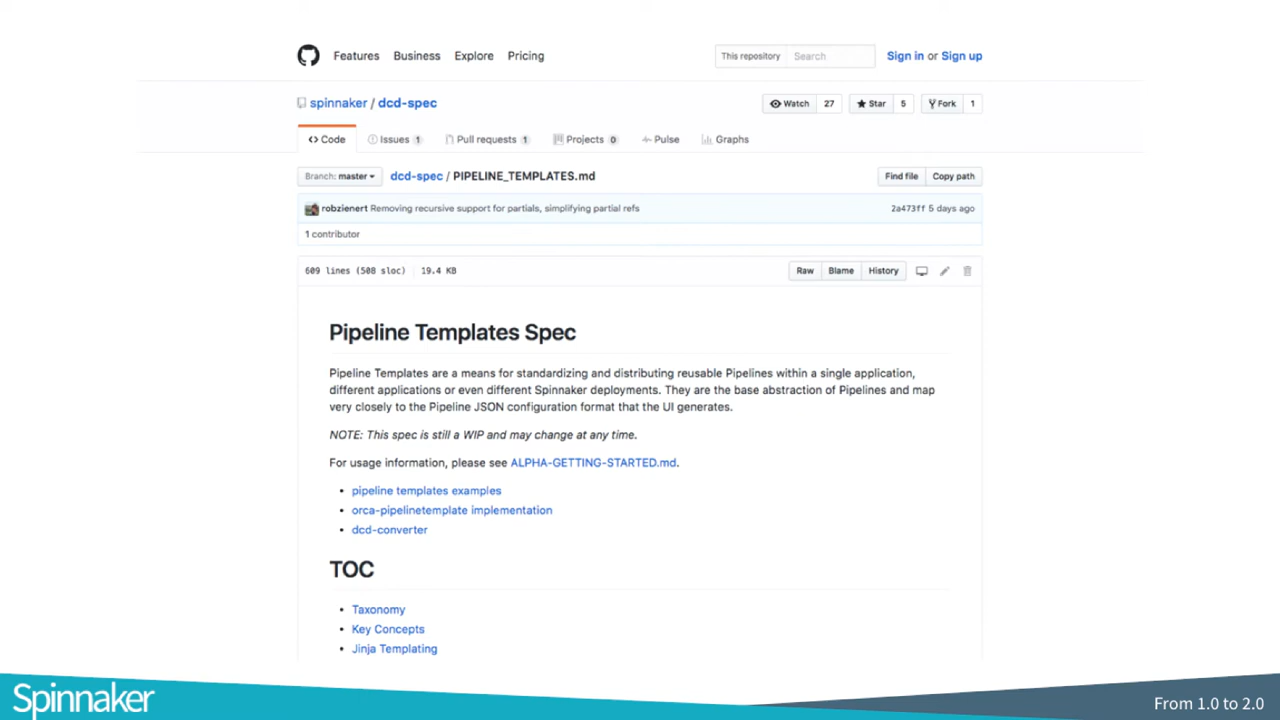 Features Business Explore Pricing This repository Search Sign in or Sign up
spinnaker / dcd-spec Watch 27 Star 5 Fork 1
<> Code Issues 1 Pull requests 1 Projects 0 Pulse Graphs
Branch: master dcd-spec / PIPELINE_TEMPLATES.md Find file Copy path
robzienert Removing recursive support for partials, simplifying partial refs 2a473ff 5 days ago
1 contributor
609 lines (508 sloc) 19.4 KB Raw Blame History
Pipeline Templates Spec
Pipeline Templates are a means for standardizing and distributing reusable Pipelines within a single application,
different applications or even different Spinnaker deployments. They are the base abstraction of Pipelines and map
very closely to the Pipeline JSON configuration format that the UI generates.
NOTE: This spec is still a WIP and may change at any time.
For usage information, please see ALPHA-GETTING-STARTED.md.
• pipeline templates examples
• orca-pipelinetemplate implementation
• dcd-converter
TOC
• Taxonomy
• Key Concepts
• Jinja Templating
Spinnaker
From 1.0 to 2.0